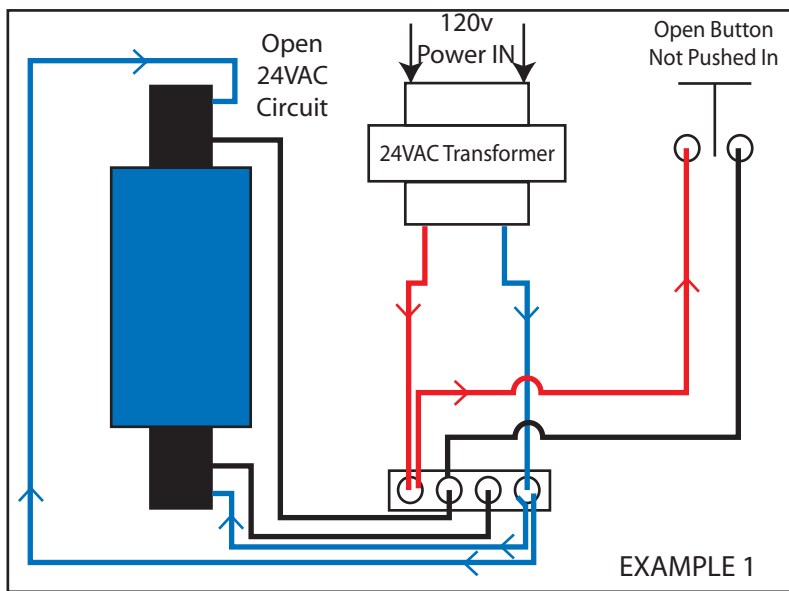 Open
24VAC
Circuit
120v
Power IN
Open Button
Not Pushed In
24VAC Transformer
EXAMPLE 1